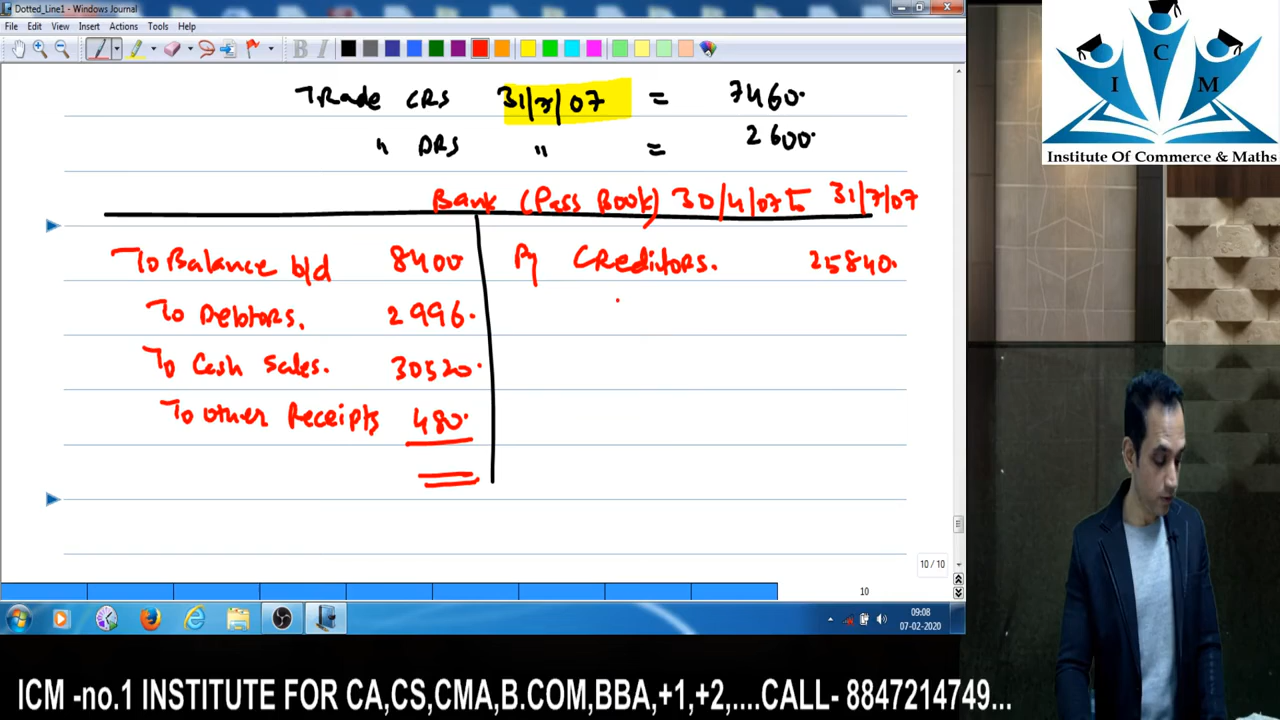 Dotted_Line1 - Windows Journal
File Edit View Insert Actions Tools Help
B I
Trade CRS 31/7/07 = 7460.
" DRS " = 2600.
Bank (Pass Book) 30/4/07 to 31/7/07
To Balance b/d 8400 By Creditors. 25840.
To Debtors. 2996.
To Cash Sales. 30520.
To other Receipts 480.
10 / 10
10
09:08
07-02-2020
I C M
Institute Of Commerce & Maths
ICM -no.1 INSTITUTE FOR CA,CS,CMA,B.COM,BBA,+1,+2,....CALL- 8847214749...